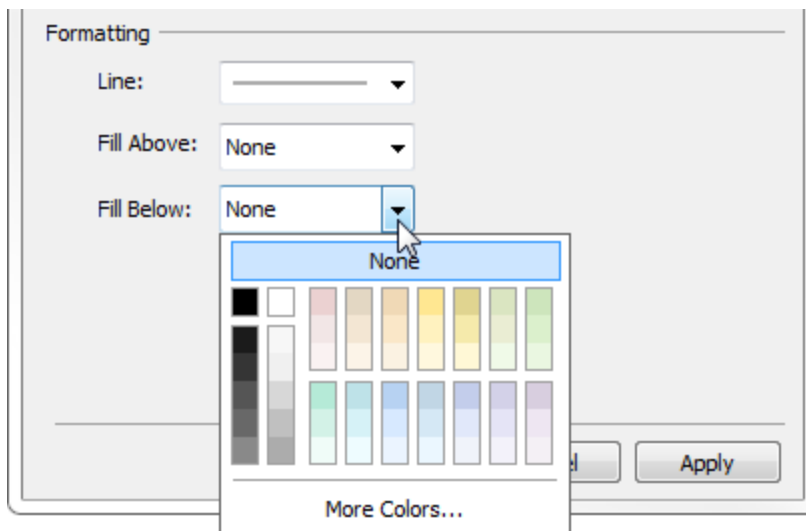 Formatting
Line:
Fill Above: None
Fill Below: None
None
More Colors...
Apply